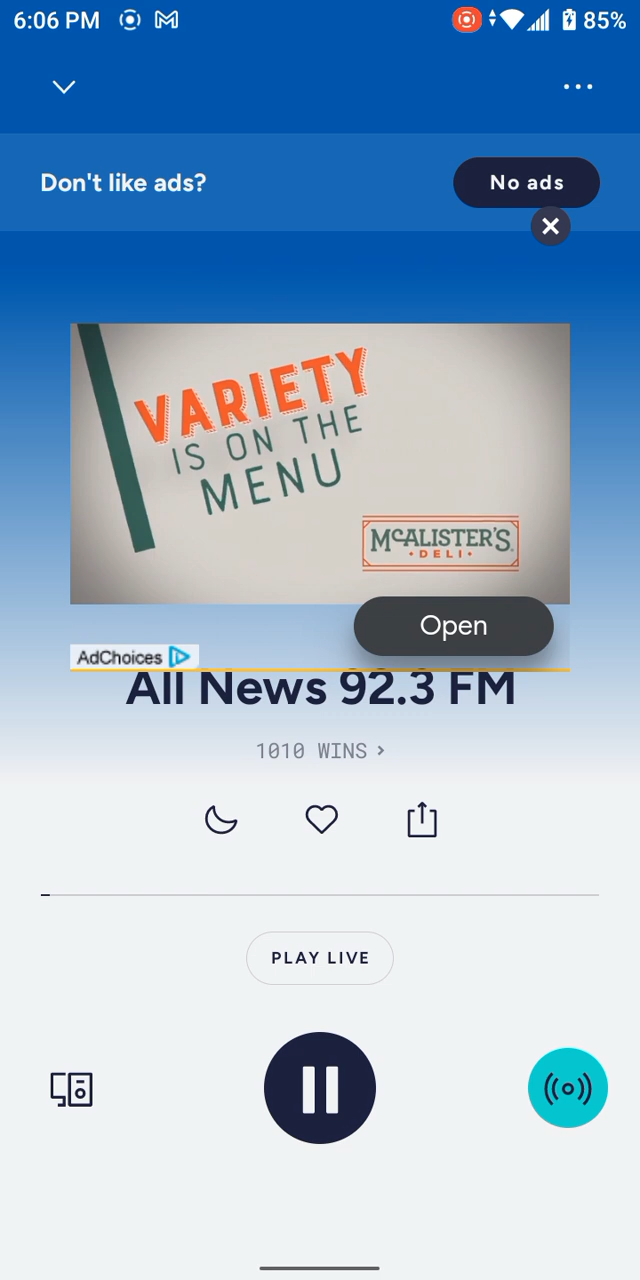 6:06 PM
85%
Don't like ads?
No ads
VARIETY
IS ON THE
MENU
McALISTER'S
DELI
Open
AdChoices
All News 92.3 FM
1010 WINS
PLAY LIVE